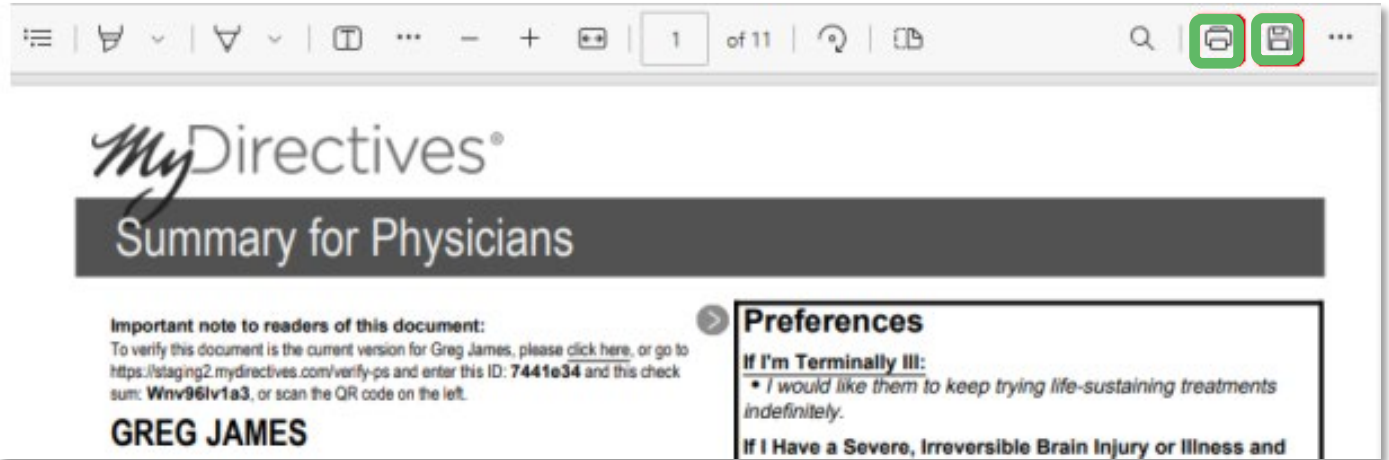 1 of 11
MyDirectives®
Summary for Physicians
Important note to readers of this document:
To verify this document is the current version for Greg James, please click here, or go to
https://staging2.mydirectives.com/verify-ps and enter this ID: 7441e34 and this check
sum: Wnv96lv1a3, or scan the QR code on the left.
GREG JAMES
Preferences
If I'm Terminally Ill:
• I would like them to keep trying life-sustaining treatments
indefinitely.
If I Have a Severe, Irreversible Brain Injury or Illness and